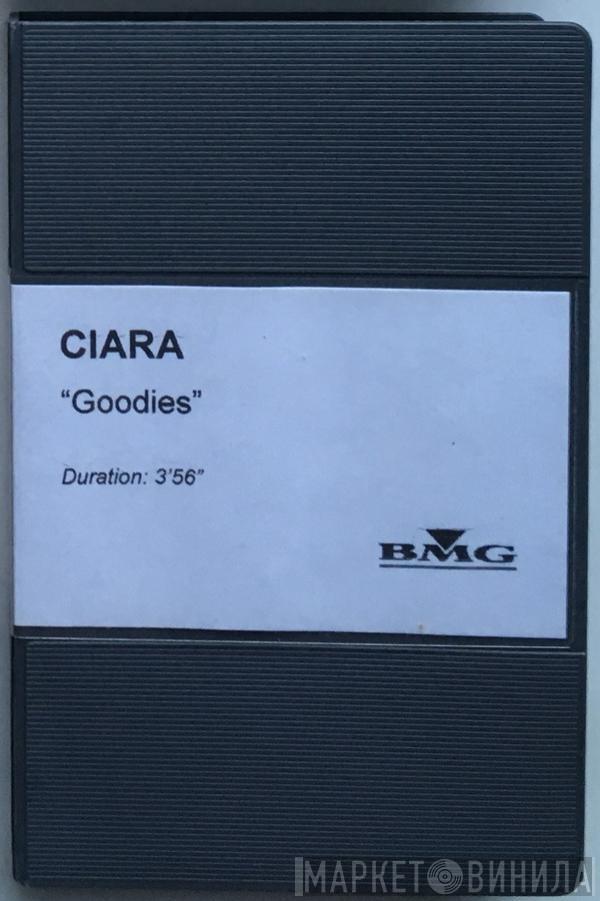 CIARA
“Goodies”
Duration: 3’56”
BMG
МАРКЕТ ВИНИЛА